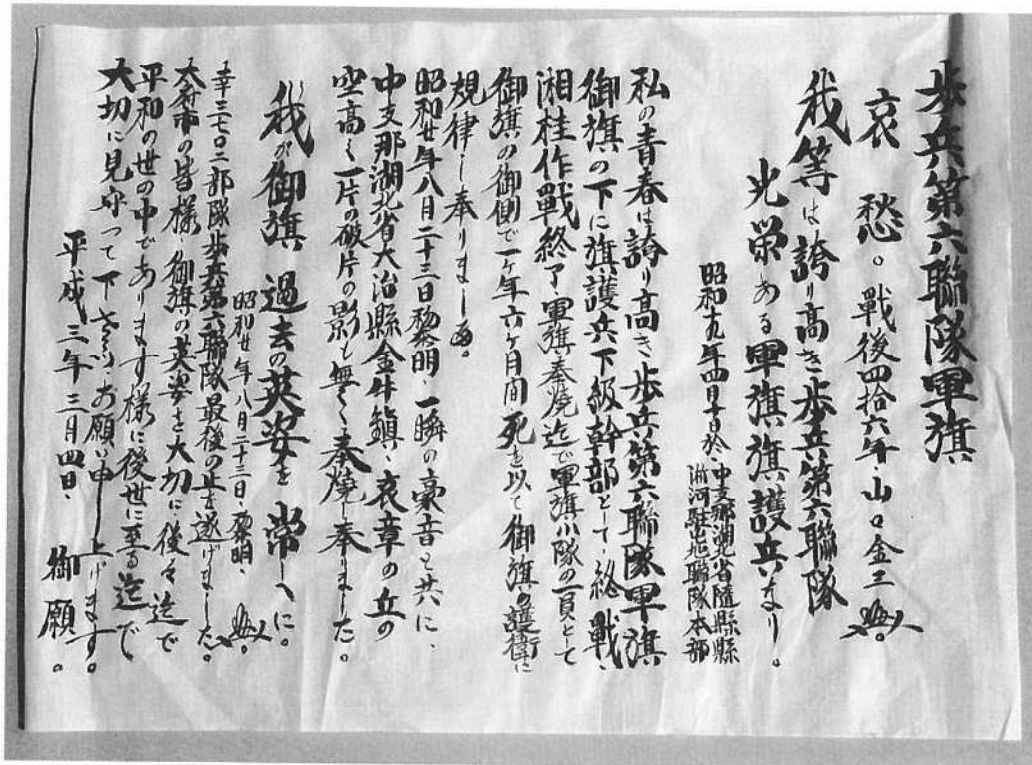 歩兵第六聯隊軍旗
哀愁。戦後四拾六年・山口金三
我等は誇り高き歩兵第六聯隊
光栄ある軍旗旗護兵なり。
昭和十九年四月十日於、中支那湖北省隨縣縣
淅河駐屯聯隊本部
私の青春は誇り高き歩兵第六聯隊軍旗
御旗の下に旗護兵下級幹部として、終戦、
湘桂作戦終了軍旗奉焼迄で軍旗小隊の一員として
御旗の御側で一ヶ年六ヶ月間、死を以て御旗の護衛に
規律し奉りました。
昭和廿年八月二十三日黎明、一瞬の豪音と共に、
中支那湖北省大冶縣金牛鎮、哀章の丘の
空高く一片の破片の影も無く奉焼し奉りました。
我が御旗過去の英姿を常しへに。
昭和廿年八月二十三日、黎明、
幸三七〇二部隊歩兵第六聯隊最後の止を遂げました。
大府市の皆様、御旗の英姿を大切に後々迄で
平和の世の中であります様に後世に至る迄で
大切に見守って下さる様お願い申し上げます。
平成三年三月四日、御願。